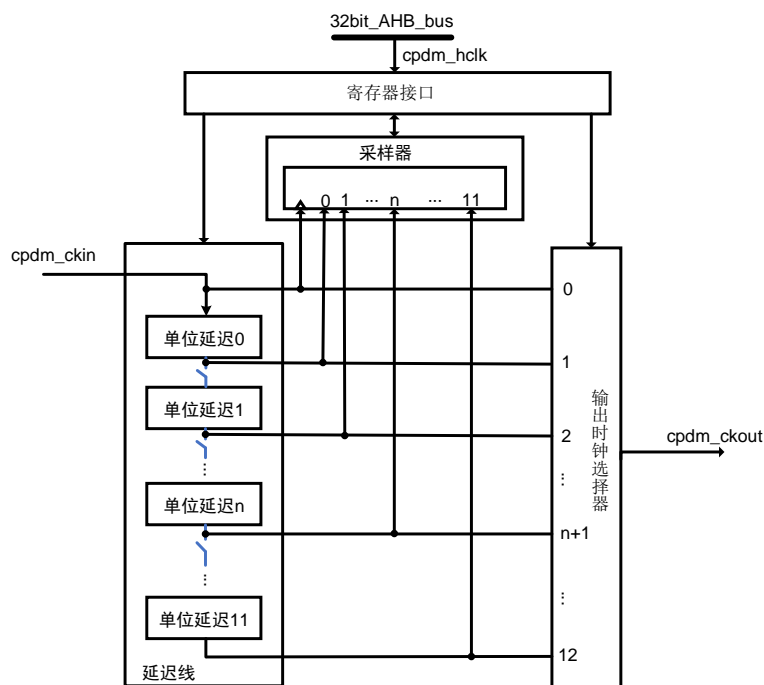 32bit_AHB_bus
cpdm_hclk
寄存器接口
采样器
0 1 ... n ... 11
cpdm_ckin
0
单位延迟0
1
单位延迟1
2
...
...
单位延迟n
n+1
...
...
单位延迟11
12
延迟线
输出时钟选择器
cpdm_ckout